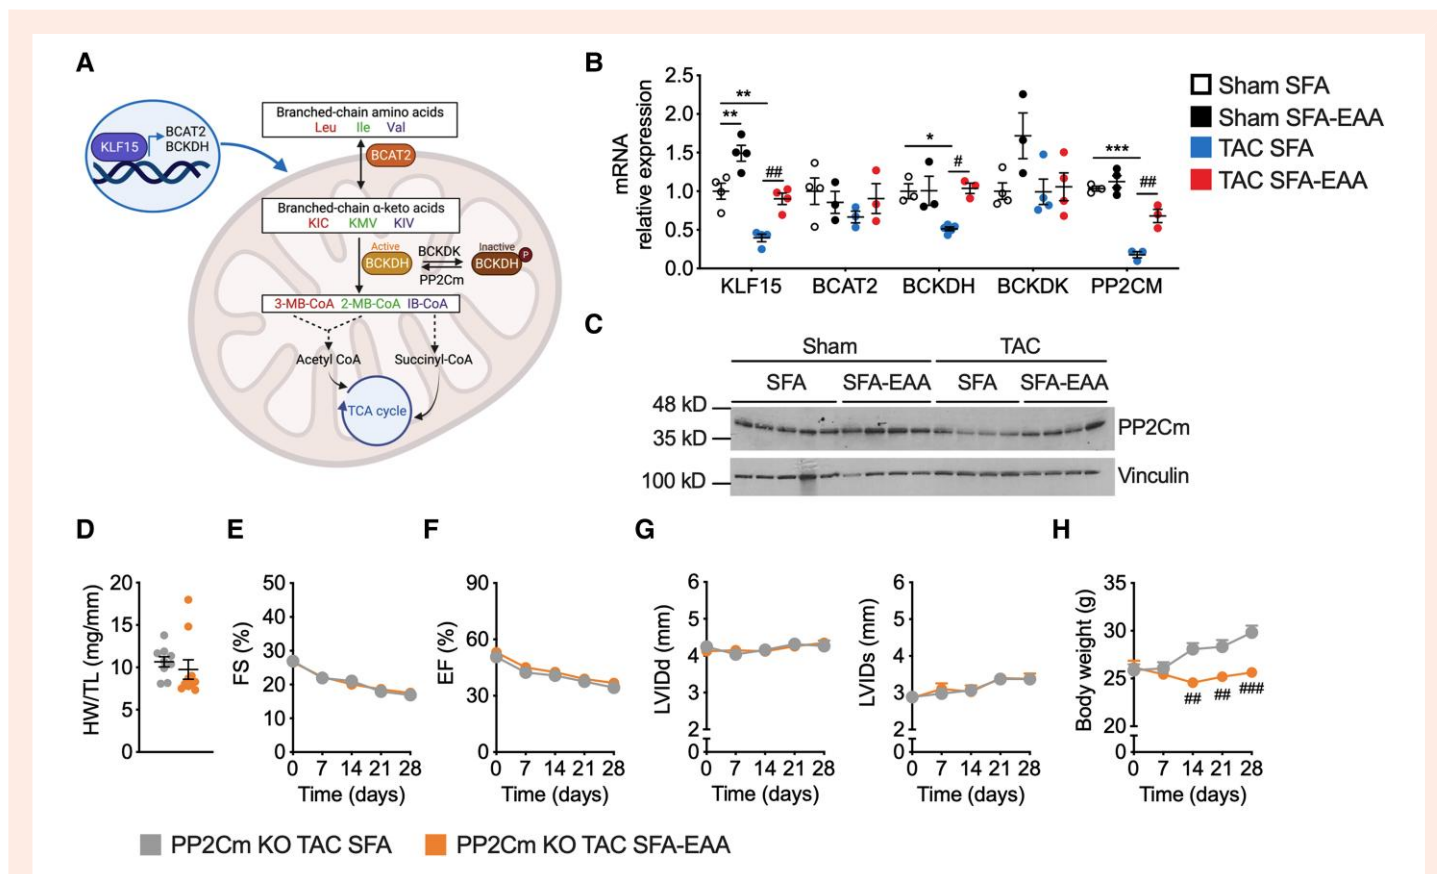 A
KLF15
BCAT2
BCKDH
Branched-chain amino acids
Leu Ile Val
BCAT2
Branched-chain α-keto acids
KIC KMV KIV
Active
BCKDH
BCKDK
PP2Cm
Inactive
BCKDH
P
3-MB-CoA 2-MB-CoA IB-CoA
Acetyl CoA
Succinyl-CoA
TCA cycle
B
mRNA
relative expression
2.5
2.0
1.5
1.0
0.5
0.0
**
**
##
*
#
***
##
KLF15 BCAT2 BCKDH BCKDK PP2CM
Sham SFA
Sham SFA-EAA
TAC SFA
TAC SFA-EAA
C
Sham TAC
SFA SFA-EAA SFA SFA-EAA
48 kD
35 kD
PP2Cm
100 kD
Vinculin
D
HW/TL (mg/mm)
20
15
10
5
0
E
FS (%)
50
40
30
20
10
0
0 7 14 21 28
Time (days)
F
EF (%)
90
60
30
0
0 7 14 21 28
Time (days)
G
LVIDd (mm)
6
5
4
3
2
0
0 7 14 21 28
Time (days)
LVIDs (mm)
6
5
4
3
2
0
0 7 14 21 28
Time (days)
H
Body weight (g)
35
30
25
20
0
## ## ###
0 7 14 21 28
Time (days)
PP2Cm KO TAC SFA
PP2Cm KO TAC SFA-EAA